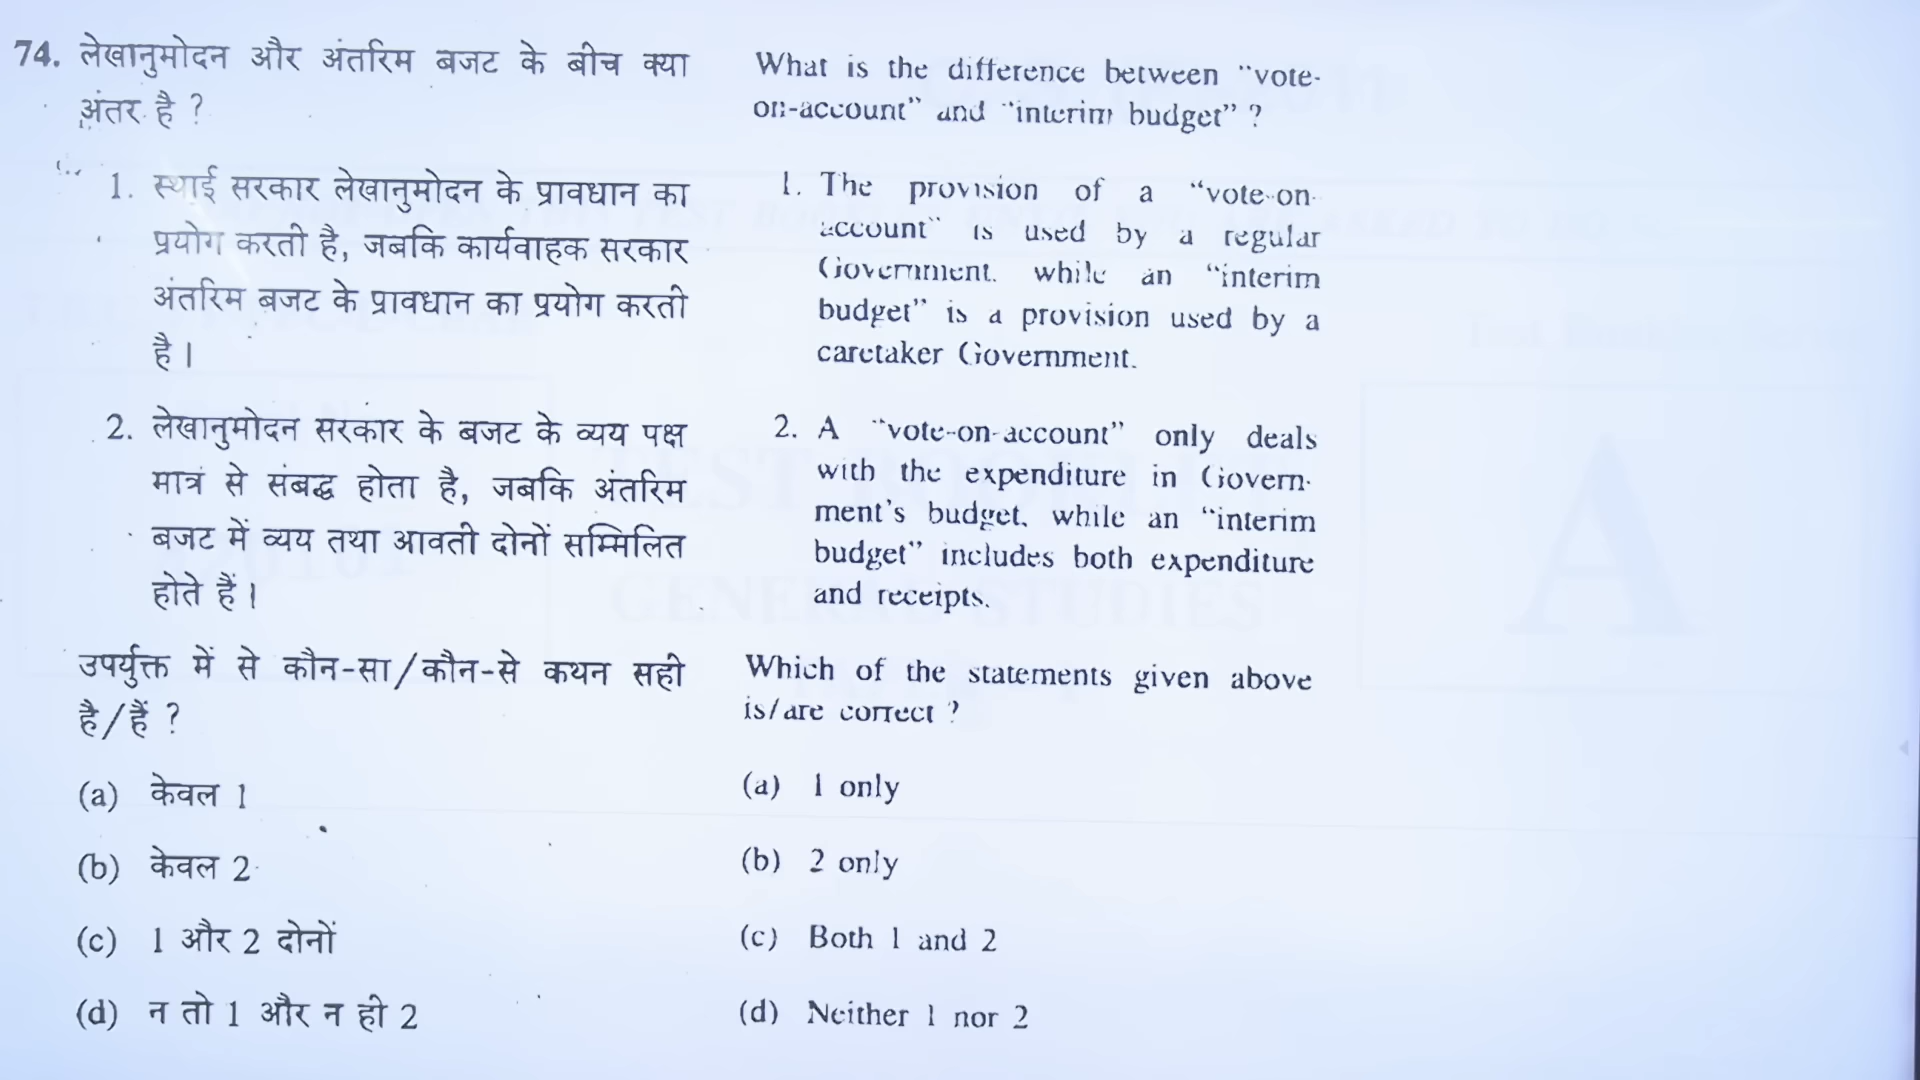 74. लेखानुमोदन और अंतरिम बजट के बीच क्या
अंतर है ?
1. स्थाई सरकार लेखानुमोदन के प्रावधान का
प्रयोग करती है, जबकि कार्यवाहक सरकार
अंतरिम बजट के प्रावधान का प्रयोग करती
है ।
2. लेखानुमोदन सरकार के बजट के व्यय पक्ष
मात्र से संबद्ध होता है, जबकि अंतरिम
बजट में व्यय तथा आवती दोनों सम्मिलित
होते हैं ।
उपर्युक्त में से कौन-सा/कौन-से कथन सही
है/हैं ?
(a) केवल 1
(b) केवल 2
(c) 1 और 2 दोनों
(d) न तो 1 और न ही 2
What is the difference between "vote-
on-account" and "interim budget" ?
1. The provision of a "vote-on-
account" is used by a regular
Government, while an "interim
budget" is a provision used by a
caretaker Government.
2. A "vote-on-account" only deals
with the expenditure in Govern-
ment's budget, while an "interim
budget" includes both expenditure
and receipts.
Which of the statements given above
is/are correct ?
(a) 1 only
(b) 2 only
(c) Both 1 and 2
(d) Neither 1 nor 2
TEST BOOKLET
GENERAL STUDIES
A